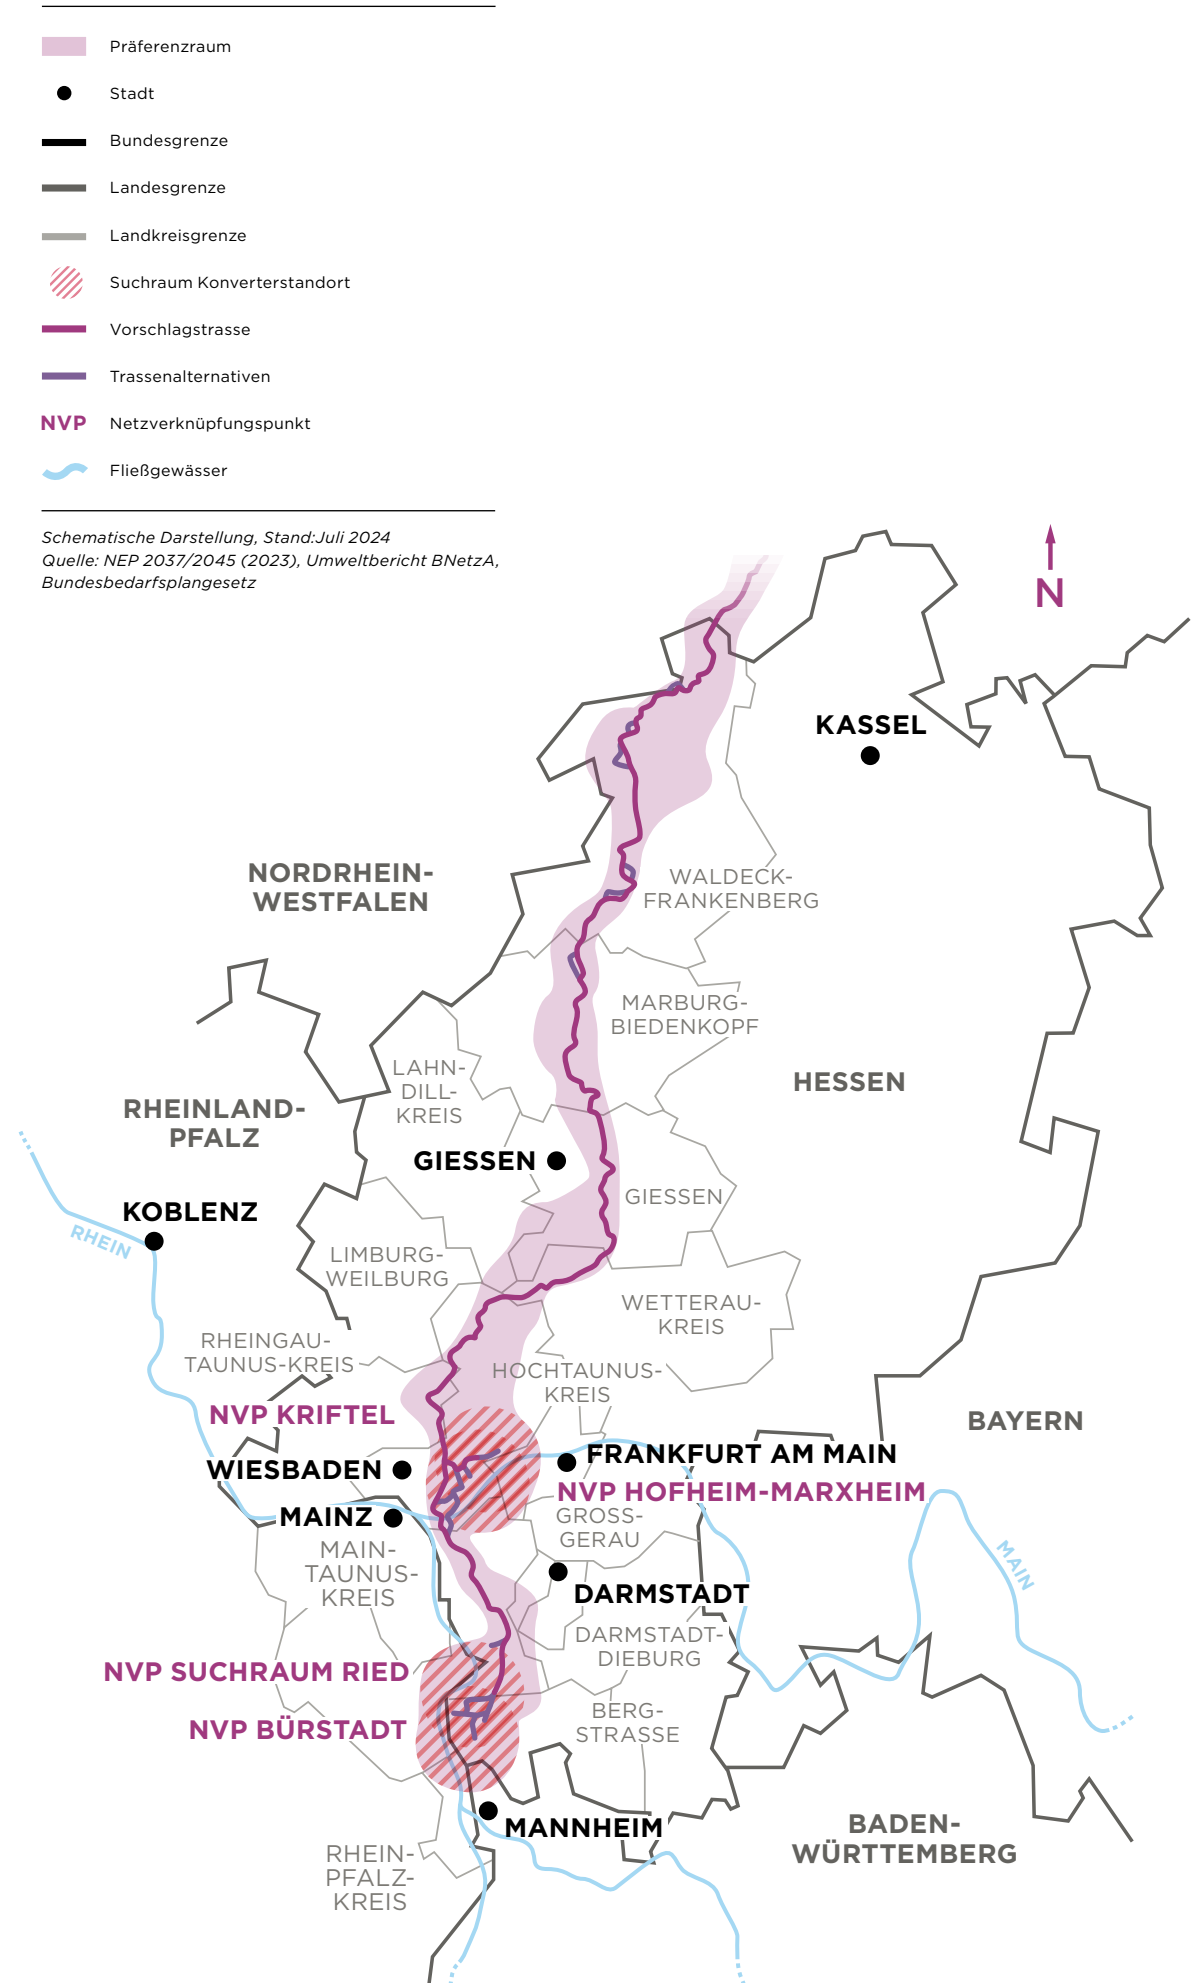 Präferenzraum
Stadt
Bundesgrenze
Landesgrenze
Landkreisgrenze
Suchraum Konverterstandort
Vorschlagstrasse
Trassenalternativen
NVP Netzverknüpfungspunkt
Fließgewässer
Schematische Darstellung, Stand:Juli 2024
Quelle: NEP 2037/2045 (2023), Umweltbericht BNetzA,
Bundesbedarfsplangesetz
N
KASSEL
NORDRHEIN-
WESTFALEN
WALDECK-
FRANKENBERG
MARBURG-
BIEDENKOPF
LAHN-
DILL-
KREIS
HESSEN
RHEINLAND-
PFALZ
GIESSEN
GIESSEN
KOBLENZ
RHEIN
LIMBURG-
WEILBURG
WETTERAU-
KREIS
RHEINGAU-
TAUNUS-KREIS
HOCHTAUNUS-
KREIS
NVP KRIFTEL
BAYERN
FRANKFURT AM MAIN
WIESBADEN
NVP HOFHEIM-MARXHEIM
MAINZ
GROSS-
GERAU
MAIN-
TAUNUS-
KREIS
MAIN
DARMSTADT
DARMSTADT-
DIEBURG
NVP SUCHRAUM RIED
NVP BÜRSTADT
BERG-
STRASSE
MANNHEIM
BADEN-
WÜRTTEMBERG
RHEIN-
PFALZ-
KREIS